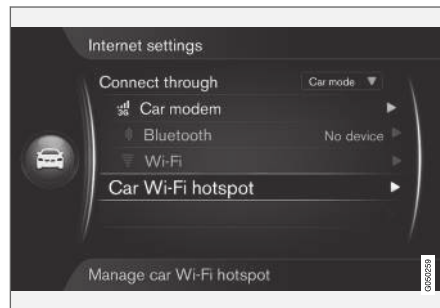 Internet settings
Connect through Car mode
3G Car modem
Bluetooth No device
Wi-Fi
Car Wi-Fi hotspot
Manage car Wi-Fi hotspot
G050259